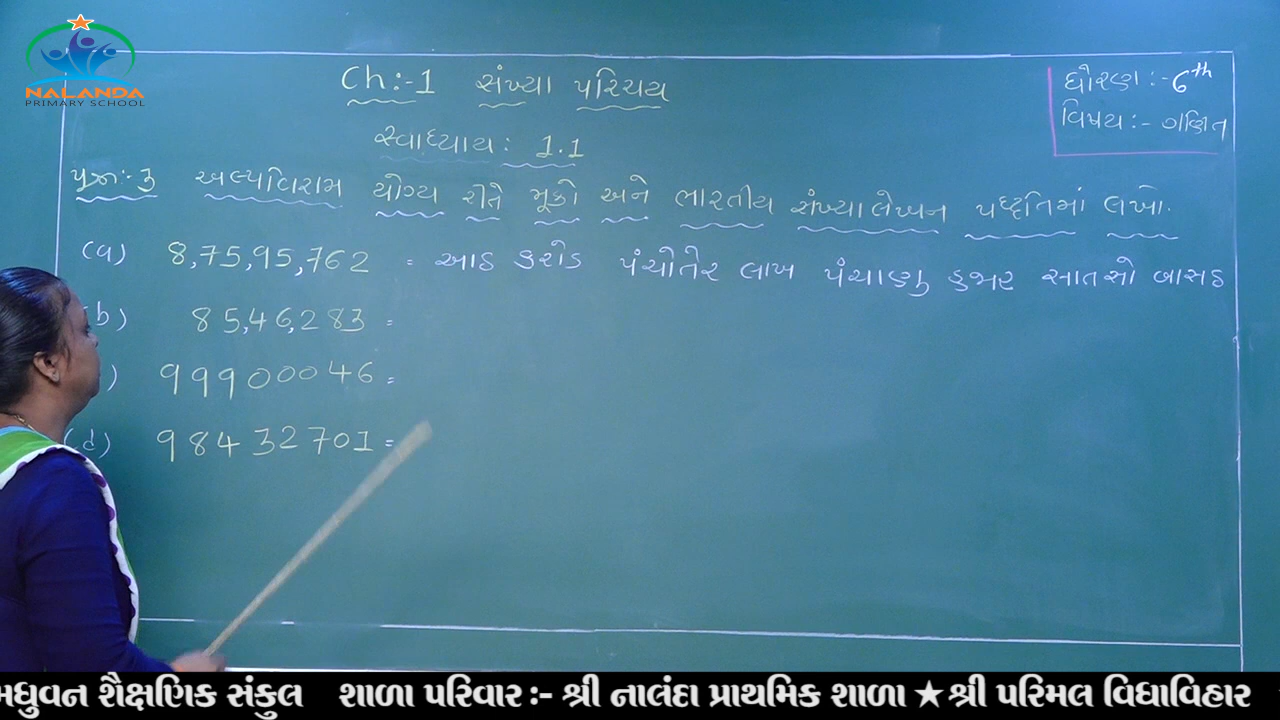 NALANDA
PRIMARY SCHOOL
Ch:-1 સંખ્યા પરિચય
ધોરણ:- 6th
વિષય:- ગણિત
સ્વાધ્યાય: 1.1
પ્રશ્ન:-3 અલ્પવિરામ યોગ્ય રીતે મૂકો અને ભારતીય સંખ્યાલેખન પધ્ધતિમાં લખો.
(a) 8,75,95,762 = આઠ કરોડ પંચોતેર લાખ પંચાણુ હજાર સાતસો બાસઠ
b) 85,46,283 =
) 99900046 =
(d) 98432701 =
મધુવન શૈક્ષણિક સંકુલ શાળા પરિવાર :- શ્રી નાલંદા પ્રાથમિક શાળા ★ શ્રી પરિમલ વિધાવિહાર